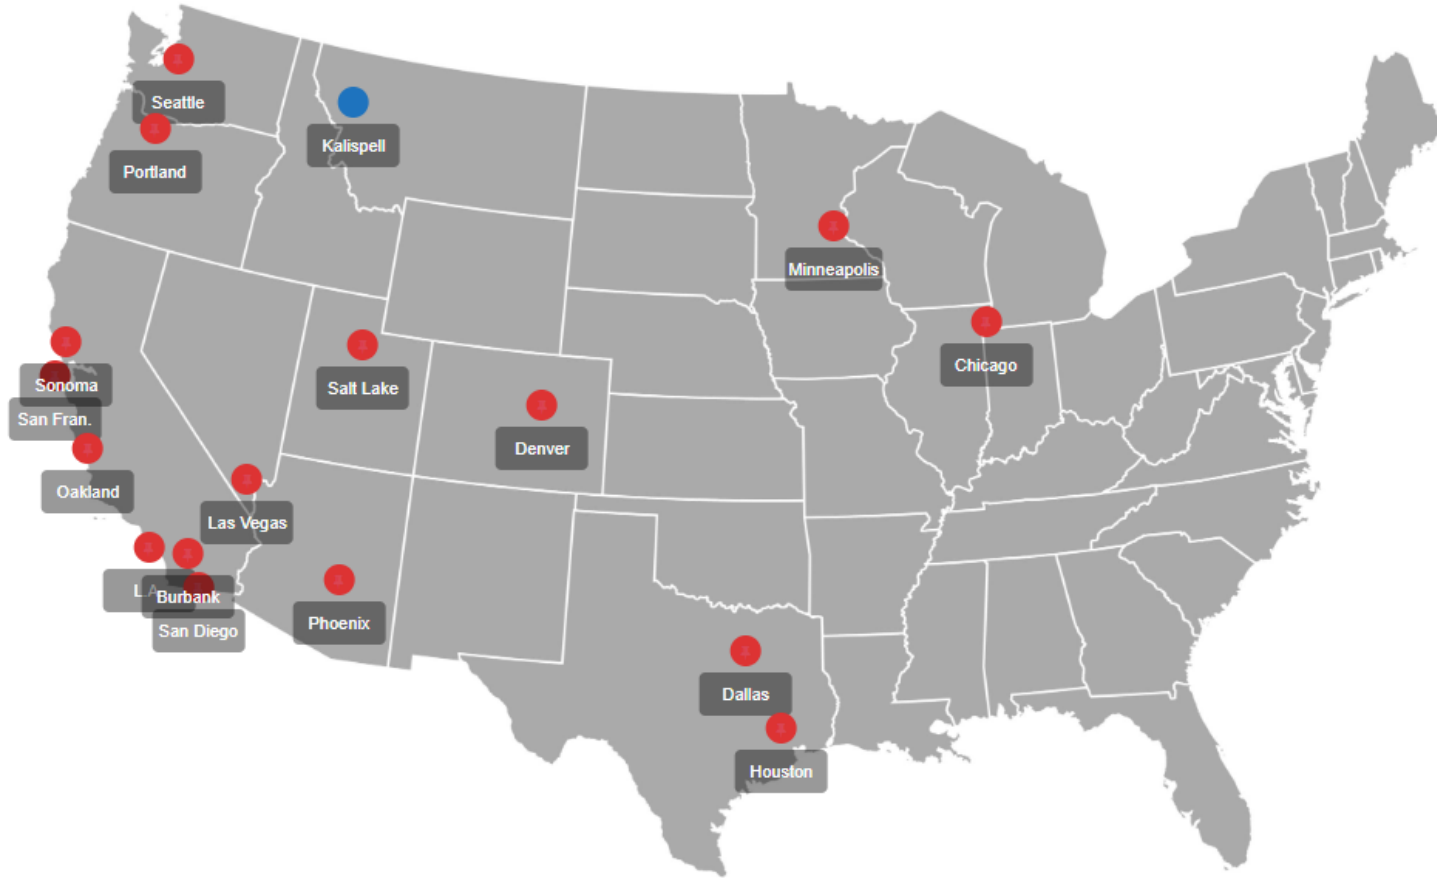 Seattle
Kalispell
Portland
Minneapolis
Chicago
Sonoma
Salt Lake
San Fran.
Denver
Oakland
Las Vegas
L.A.
Burbank
Phoenix
San Diego
Dallas
Houston